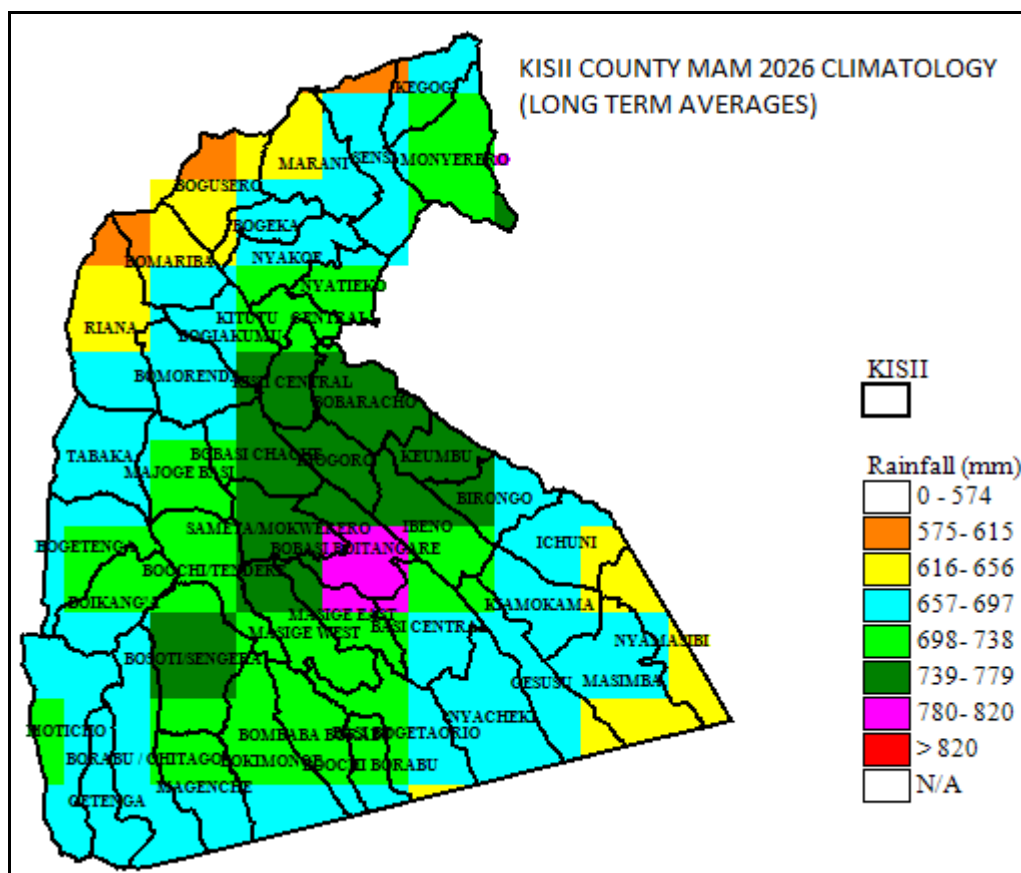 KISII COUNTY MAM 2026 CLIMATOLOGY
(LONG TERM AVERAGES)
KEGOGI
MARANI
SENSI
MONYERERO
BOGUSERO
BOGEKA
NYAKOE
BOMARIBA
NYATIEKO
RIANA
KITUTU CENTRAL
BOGIAKUMU
BOMORENDA
KISII CENTRAL
BOBARACHO
TABAKA
BOBASI CHACHE
KIOGORO
KEUMBU
MAJOGE BASI
BIRONGO
SAMETA/MOKWERERO
IBENO
BOGETENGA
BOBASI BOITANGARE
ICHUNI
BOOCHI/TENDERE
BOIKANG'A
KIAMOKAMA
MASIGE EAST
MASIGE WEST
BASI CENTRAL
NYAMASIBI
BOSOTI/SENGERA
GESUSU
MASIMBA
MOTICHO
BOMBABA BORABU
BASI BOGETAORIO
NYACHEKI
BORABU / CHITAGO
BOKIMONGE
BOOCHI BORABU
MAGENCHE
GETENGA
KISII
Rainfall (mm)
0 - 574
575- 615
616- 656
657- 697
698- 738
739- 779
780- 820
> 820
N/A